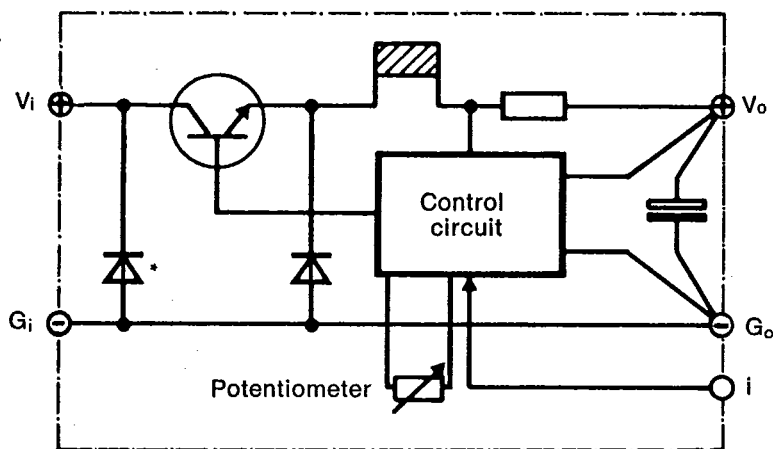 Vi
Vo
Control
circuit
*
Gi
Go
Potentiometer
i